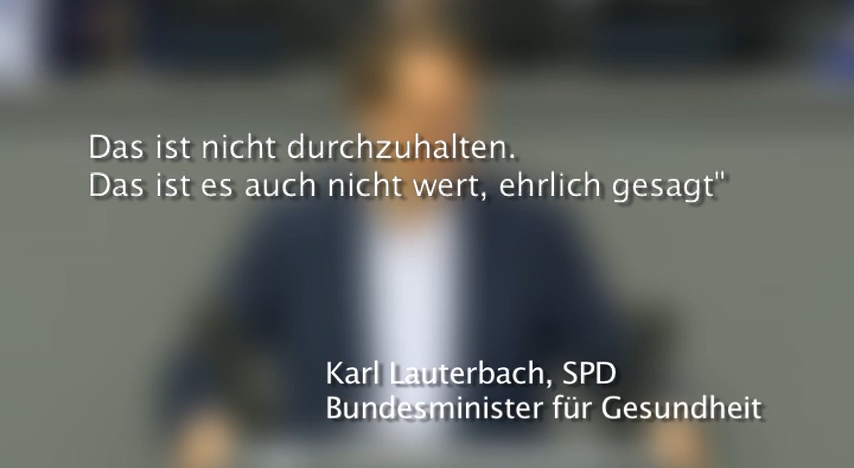 Das ist nicht durchzuhalten.
Das ist es auch nicht wert, ehrlich gesagt"
Karl Lauterbach, SPD
Bundesminister für Gesundheit